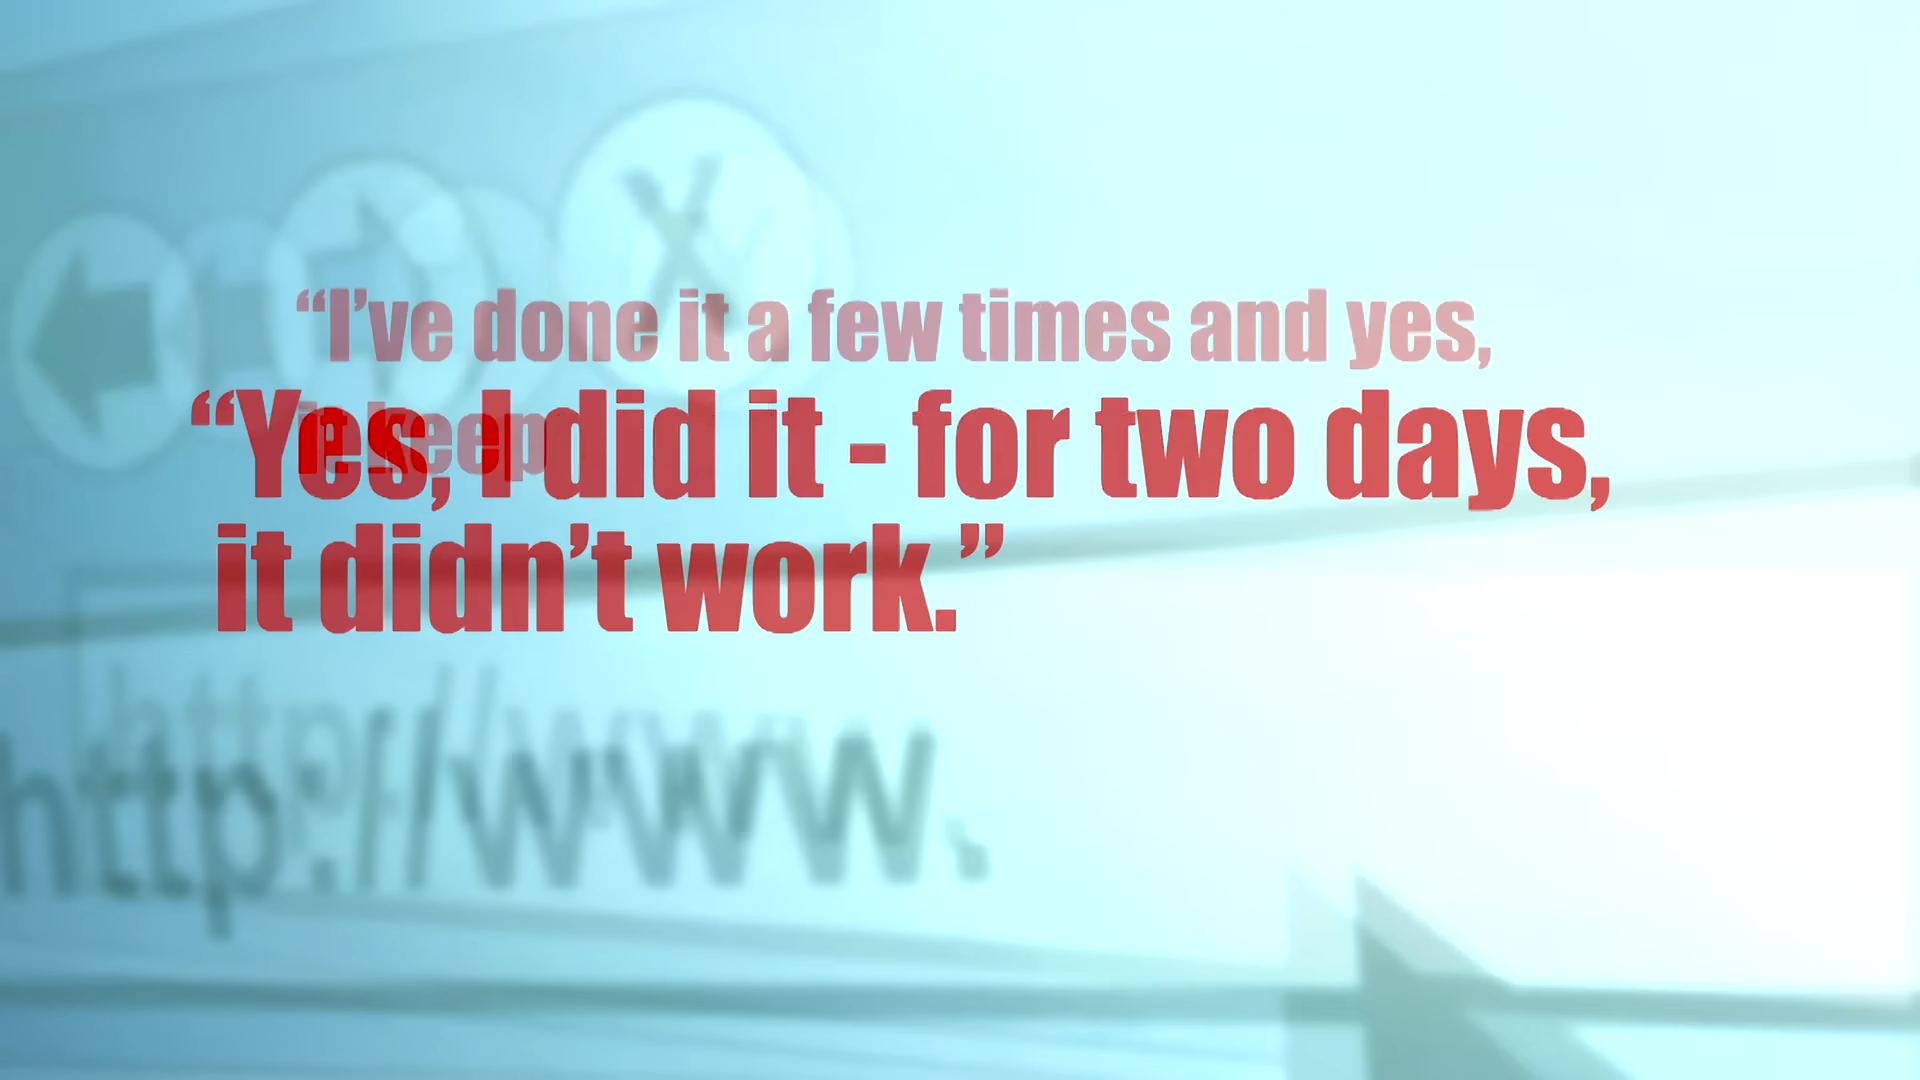 “I’ve done it a few times and yes,
“Yes, I did it - for two days,
it didn’t work.”
http://www.